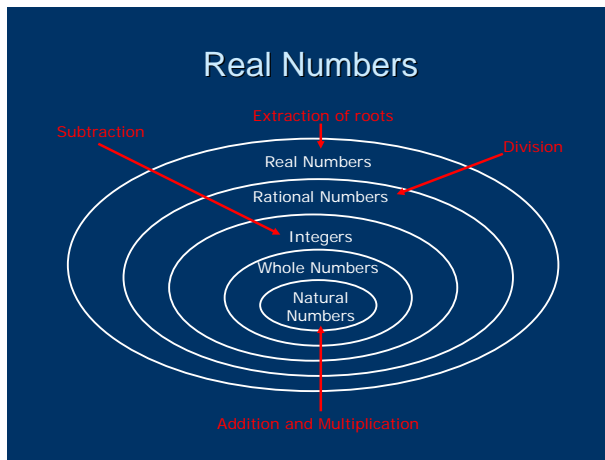 Real Numbers
Extraction of roots
Subtraction
Division
Real Numbers
Rational Numbers
Integers
Whole Numbers
Natural
Numbers
Addition and Multiplication